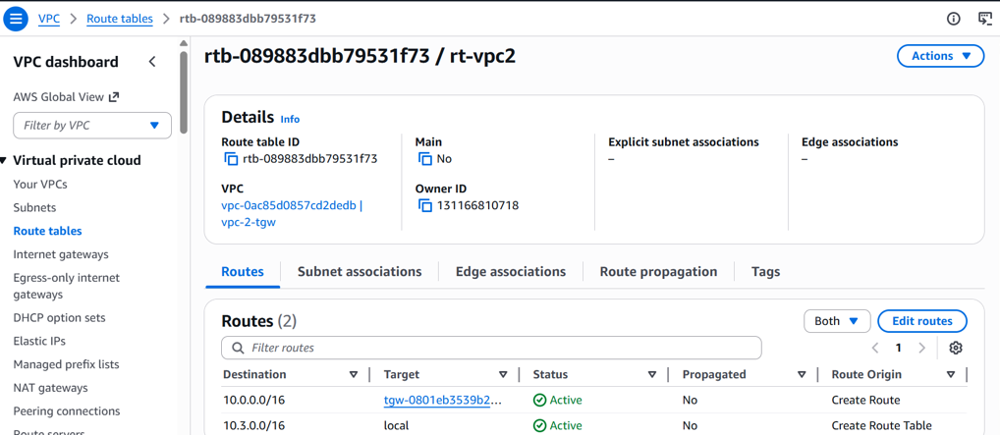 VPC > Route tables > rtb-089883dbb79531f73
VPC dashboard
AWS Global View
Filter by VPC
Virtual private cloud
Your VPCs
Subnets
Route tables
Internet gateways
Egress-only internet
gateways
DHCP option sets
Elastic IPs
Managed prefix lists
NAT gateways
Peering connections
Route servers
rtb-089883dbb79531f73 / rt-vpc2
Actions
Details Info
Route table ID
rtb-089883dbb79531f73
Main
No
Explicit subnet associations
–
Edge associations
–
VPC
vpc-0ac85d0857cd2dedb |
vpc-2-tgw
Owner ID
131166810718
Routes Subnet associations Edge associations Route propagation Tags
Routes (2)
Both
Edit routes
Filter routes
1
Destination Target Status Propagated Route Origin
10.0.0.0/16 tgw-0801eb3539b2... Active No Create Route
10.3.0.0/16 local Active No Create Route Table